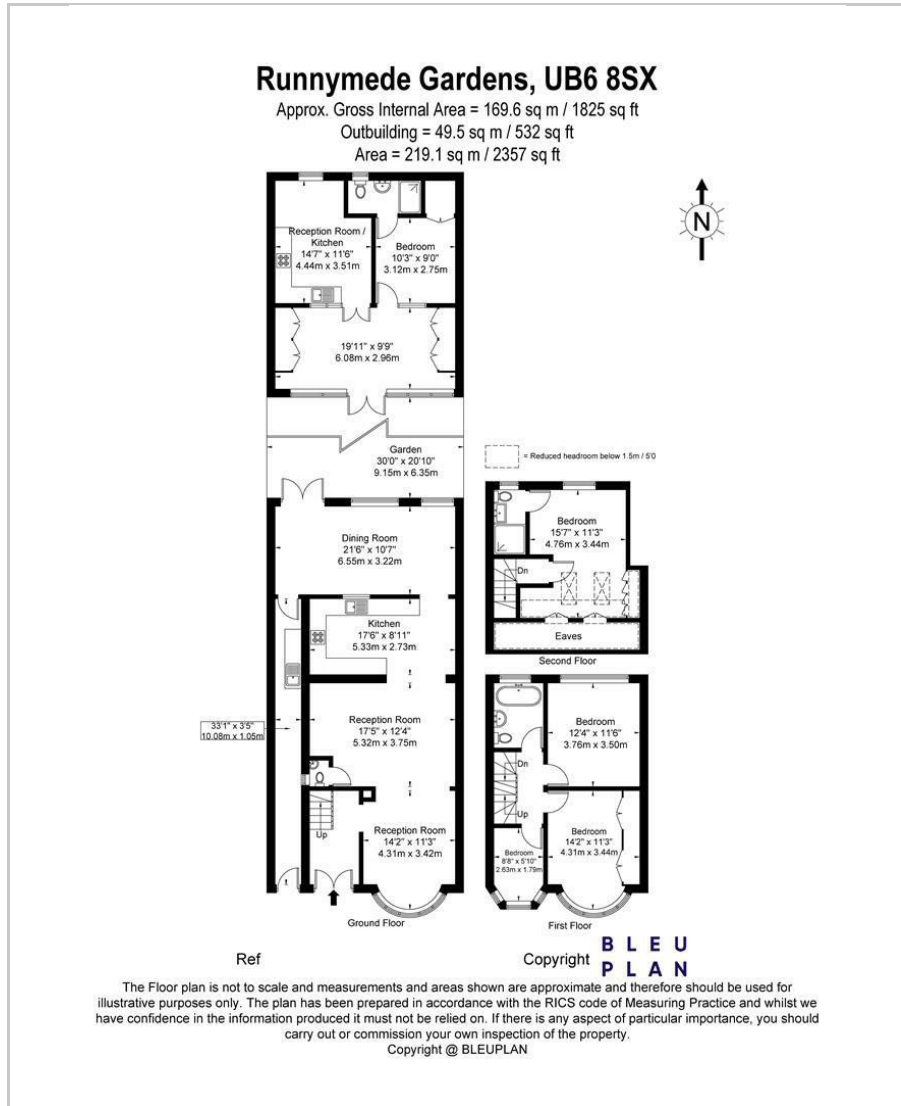 Runnymede Gardens, UB6 8SX
Approx. Gross Internal Area = 169.6 sq m / 1825 sq ft
Outbuilding = 49.5 sq m / 532 sq ft
Area = 219.1 sq m / 2357 sq ft
N
Reception Room /
Kitchen
14'7" x 11'6"
4.44m x 3.51m
Bedroom
10'3" x 9'0"
3.12m x 2.75m
19'11" x 9'9"
6.08m x 2.96m
Garden
30'0" x 20'10"
9.15m x 6.35m
= Reduced headroom below 1.5m / 5'0
Dining Room
21'6" x 10'7"
6.55m x 3.22m
Kitchen
17'6" x 8'11"
5.33m x 2.73m
33'1" x 3'5"
10.08m x 1.05m
Reception Room
17'5" x 12'4"
5.32m x 3.75m
Up
Reception Room
14'2" x 11'3"
4.31m x 3.42m
Ground Floor
Bedroom
15'7" x 11'3"
4.76m x 3.44m
Dn
Eaves
Second Floor
Bedroom
12'4" x 11'6"
3.76m x 3.50m
Dn
Up
Bedroom
14'2" x 11'3"
4.31m x 3.44m
Bedroom
8'8" x 5'10"
2.63m x 1.79m
First Floor
Ref
Copyright
BLEU
PLAN
The Floor plan is not to scale and measurements and areas shown are approximate and therefore should be used for
illustrative purposes only. The plan has been prepared in accordance with the RICS code of Measuring Practice and whilst we
have confidence in the information produced it must not be relied on. If there is any aspect of particular importance, you should
carry out or commission your own inspection of the property.
Copyright @ BLEUPLAN